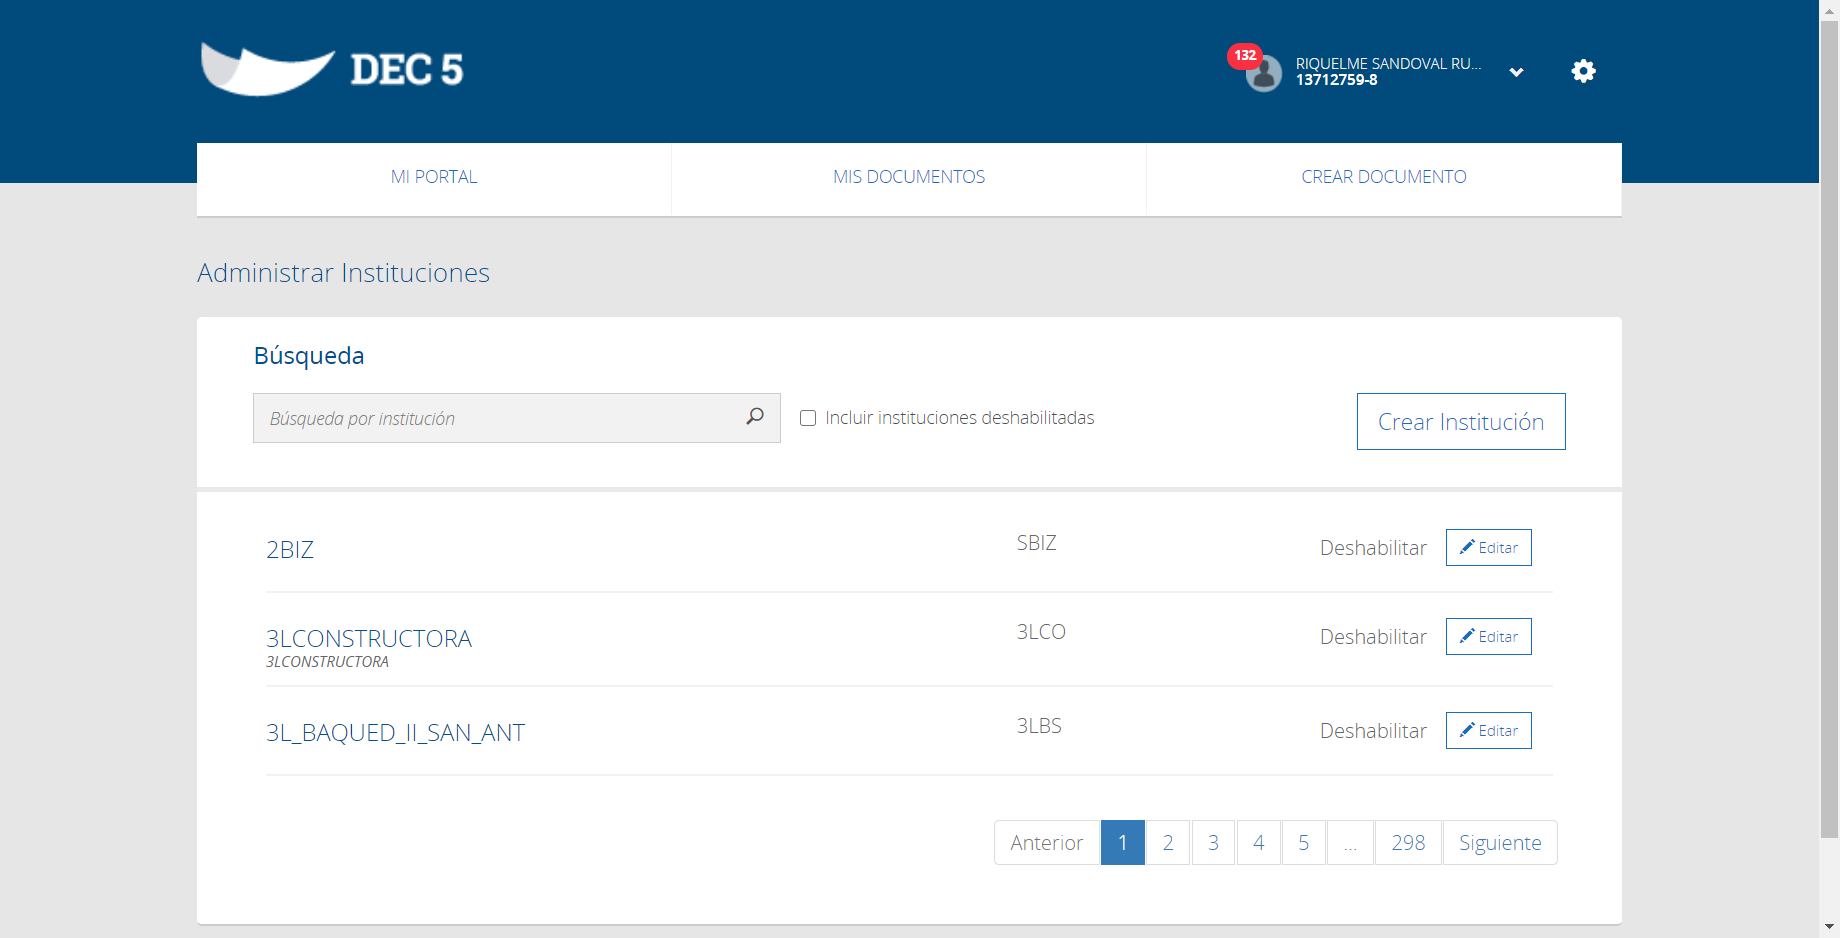 DEC 5
132
RIQUELME SANDOVAL RU...
13712759-8
MI PORTAL
MIS DOCUMENTOS
CREAR DOCUMENTO
Administrar Instituciones
Búsqueda
Búsqueda por institución
Incluir instituciones deshabilitadas
Crear Institución
2BIZ
SBIZ
Deshabilitar
Editar
3LCONSTRUCTORA
3LCONSTRUCTORA
3LCO
Deshabilitar
Editar
3L_BAQUED_II_SAN_ANT
3LBS
Deshabilitar
Editar
Anterior 1 2 3 4 5 ... 298 Siguiente